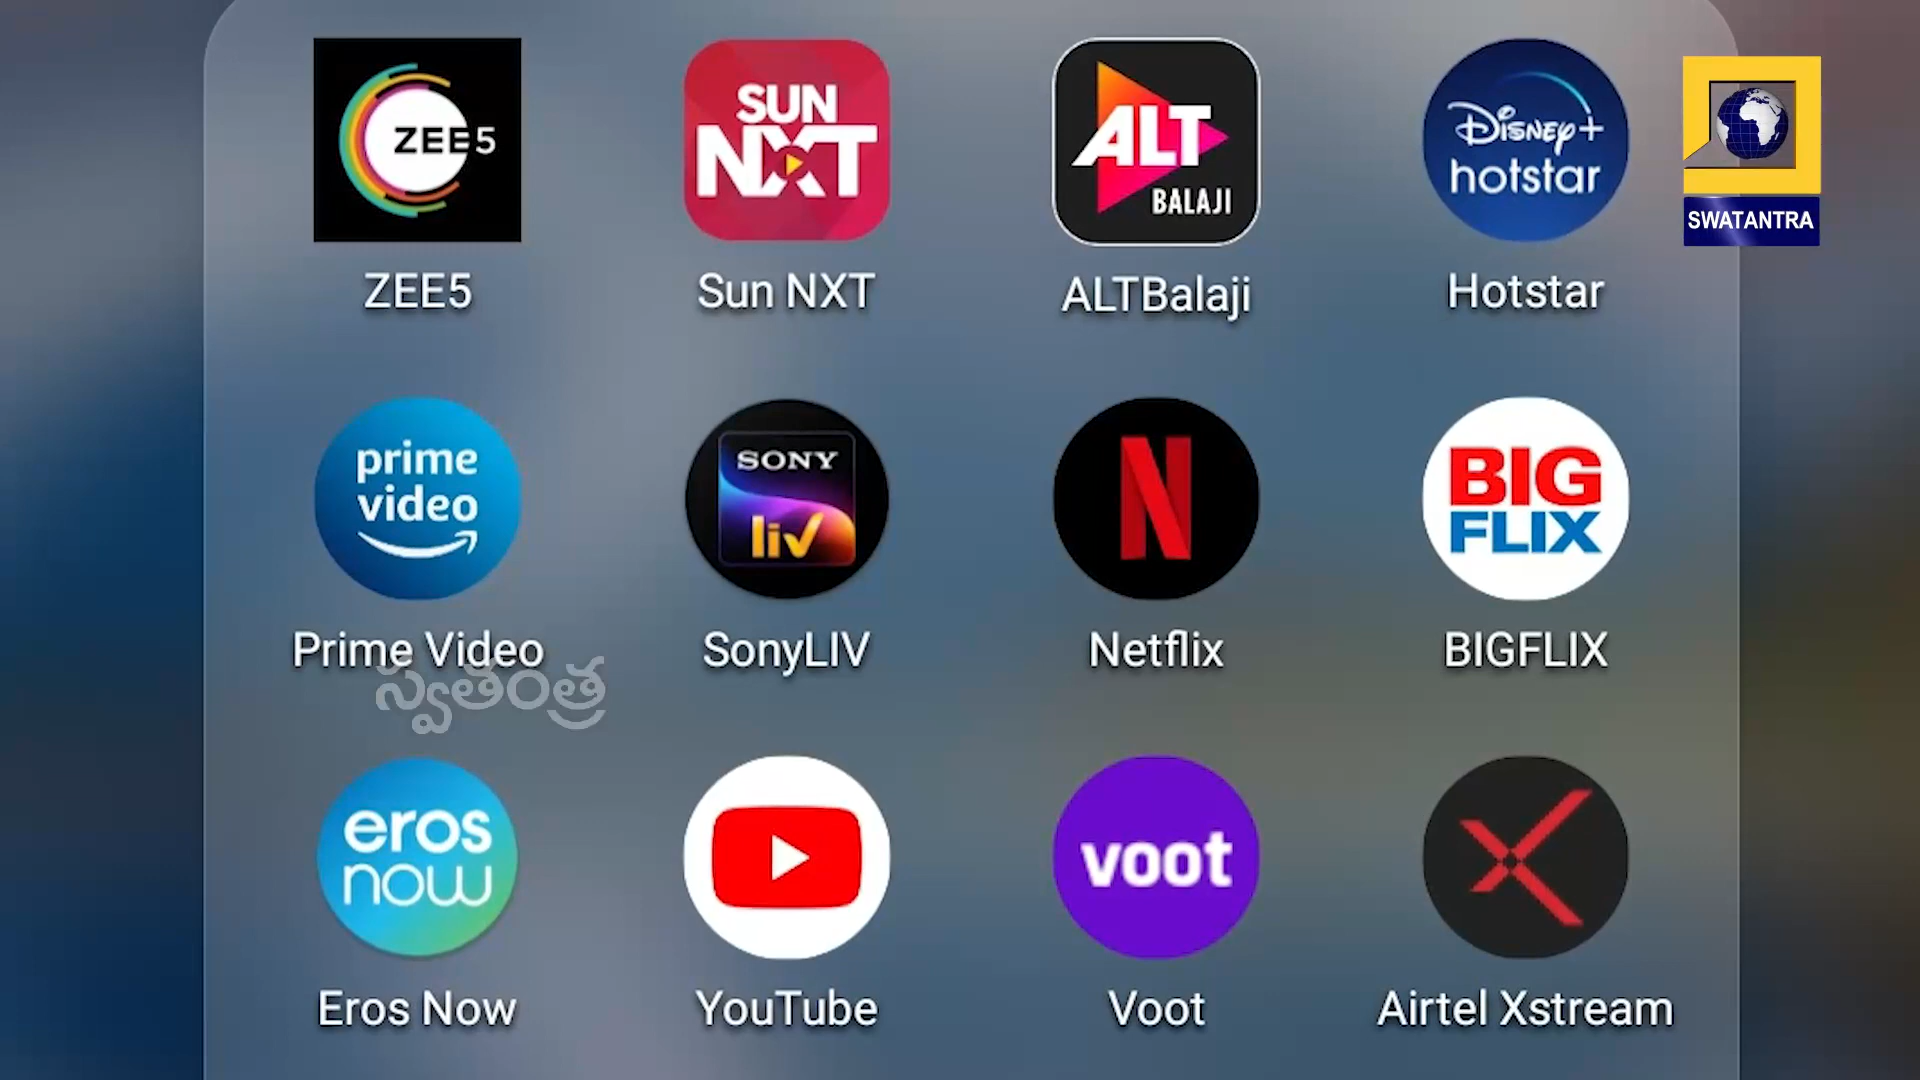 ZEE5
SUN
NXT
ALT
BALAJI
Disney+
hotstar
SWATANTRA
ZEE5
Sun NXT
ALTBalaji
Hotstar
prime
video
SONY
liv
N
BIG
FLIX
Prime Video
SonyLIV
Netflix
BIGFLIX
స్వతంత్ర
eros
now
voot
Eros Now
YouTube
Voot
Airtel Xstream